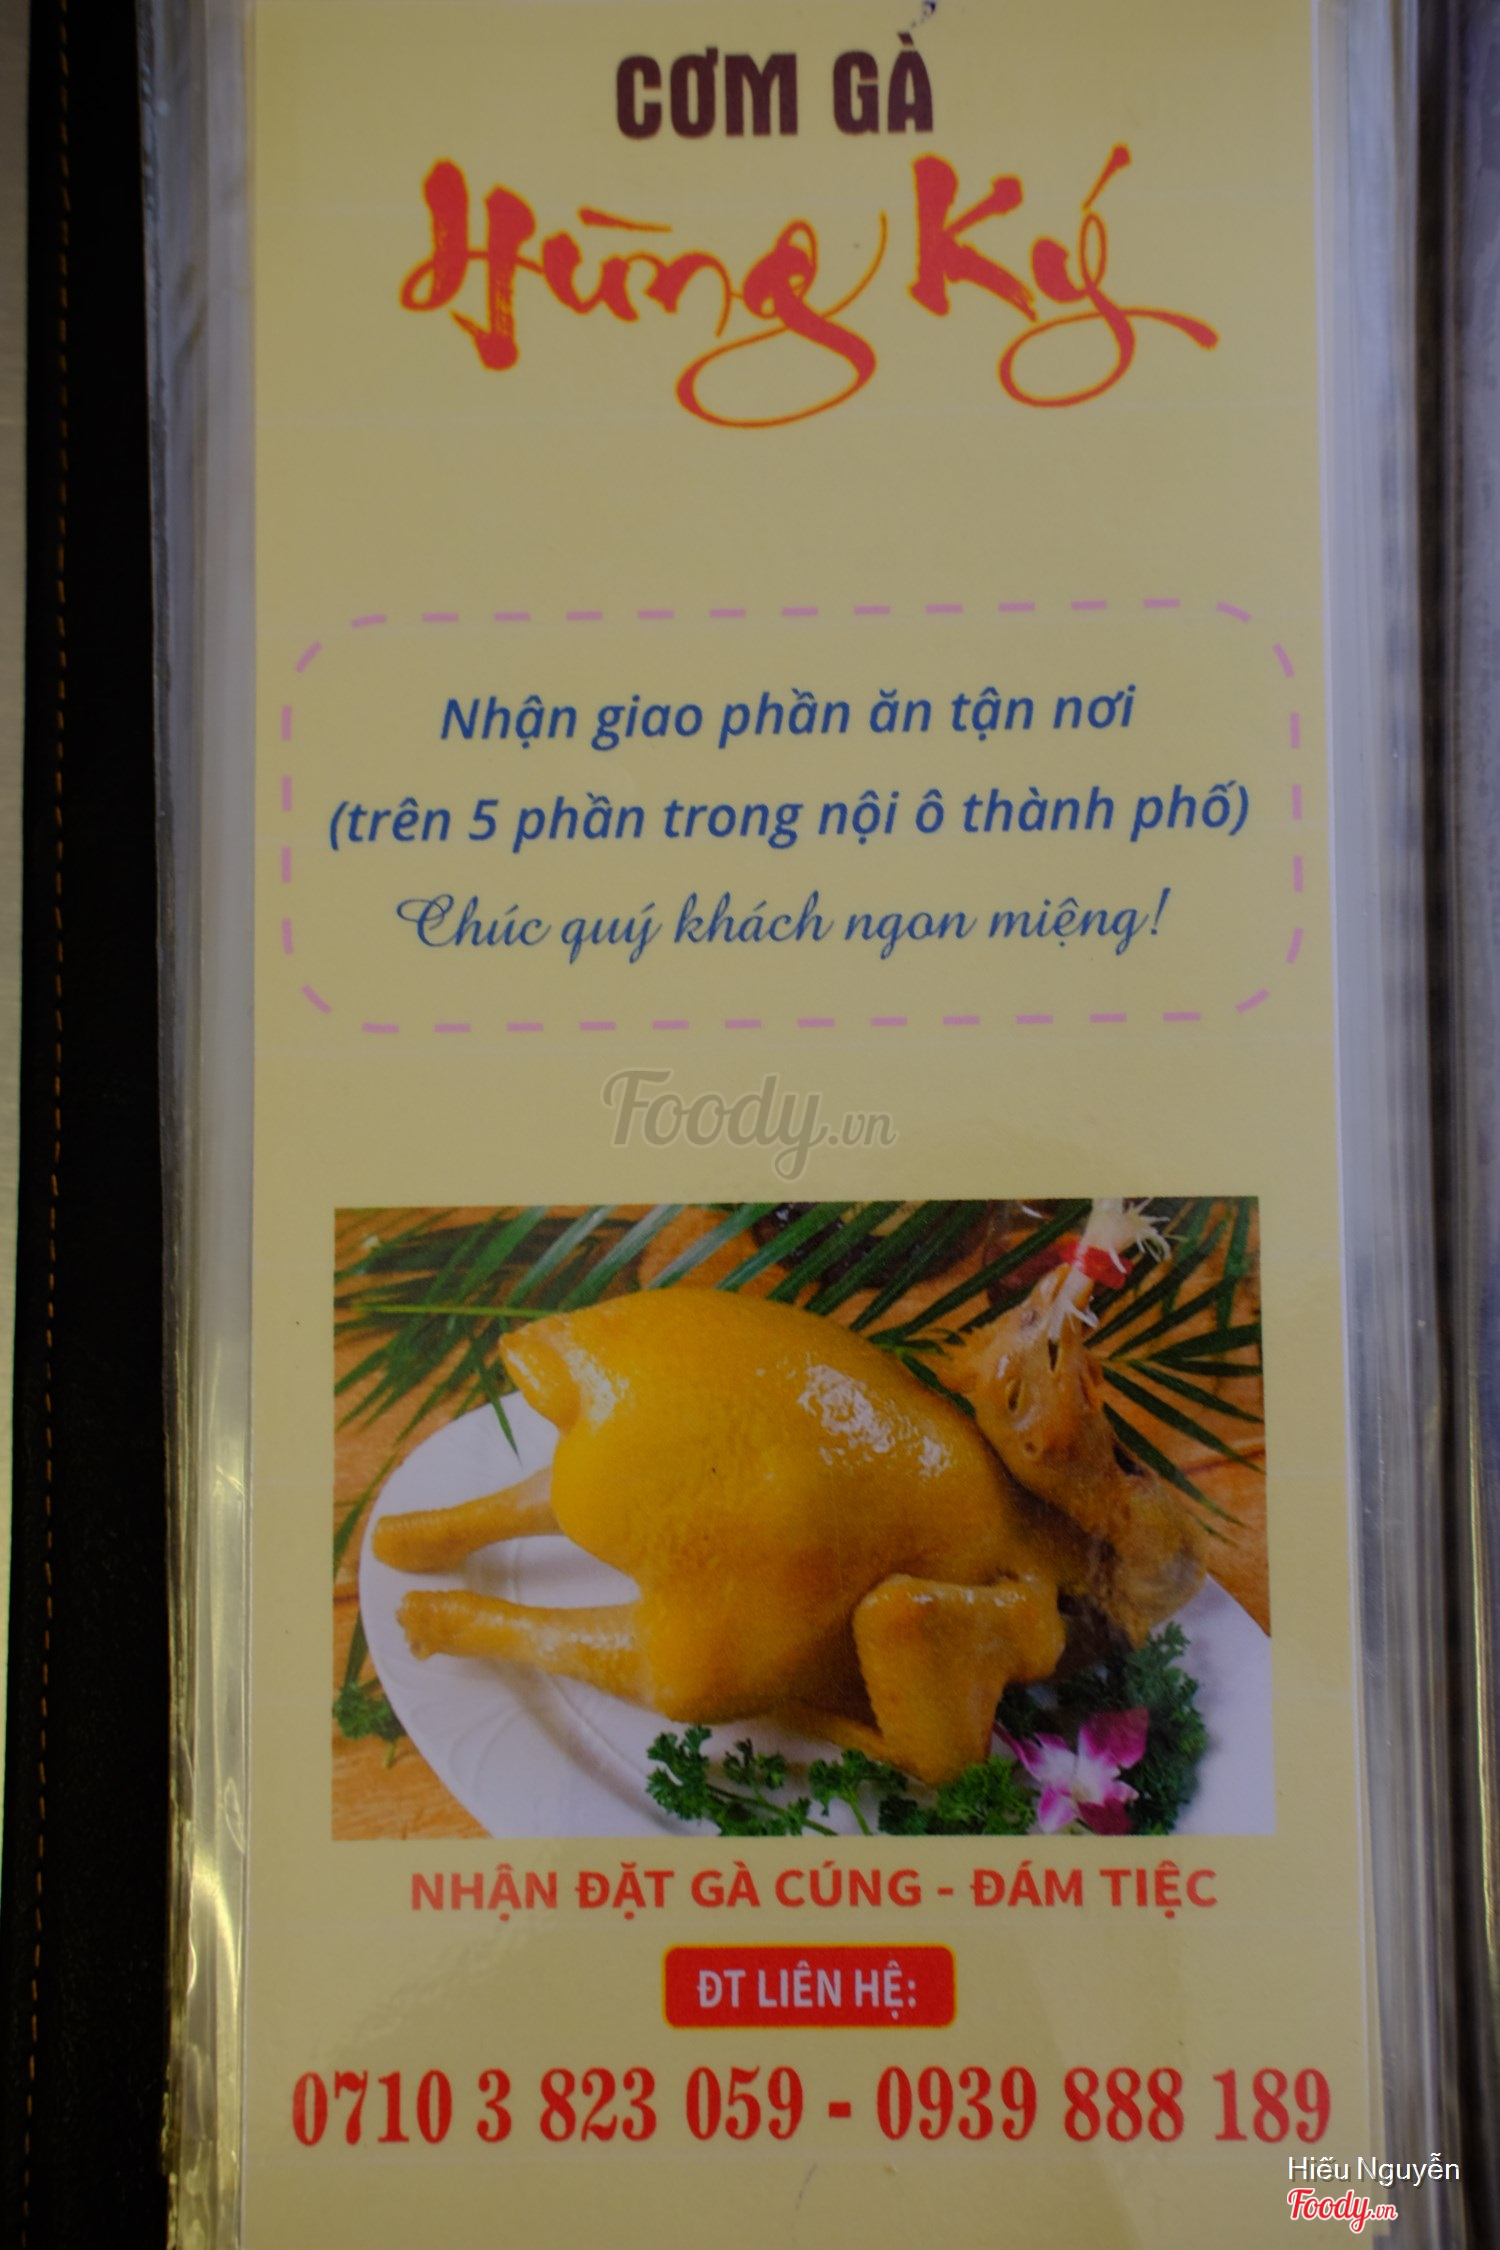 CƠM GÀ
Hùng Ký
Nhận giao phần ăn tận nơi
(trên 5 phần trong nội ô thành phố)
Chúc quý khách ngon miệng!
Foody.vn
NHẬN ĐẶT GÀ CÚNG - ĐÁM TIỆC
ĐT LIÊN HỆ:
0710 3 823 059 - 0939 888 189
Hiếu Nguyễn
Foody.vn